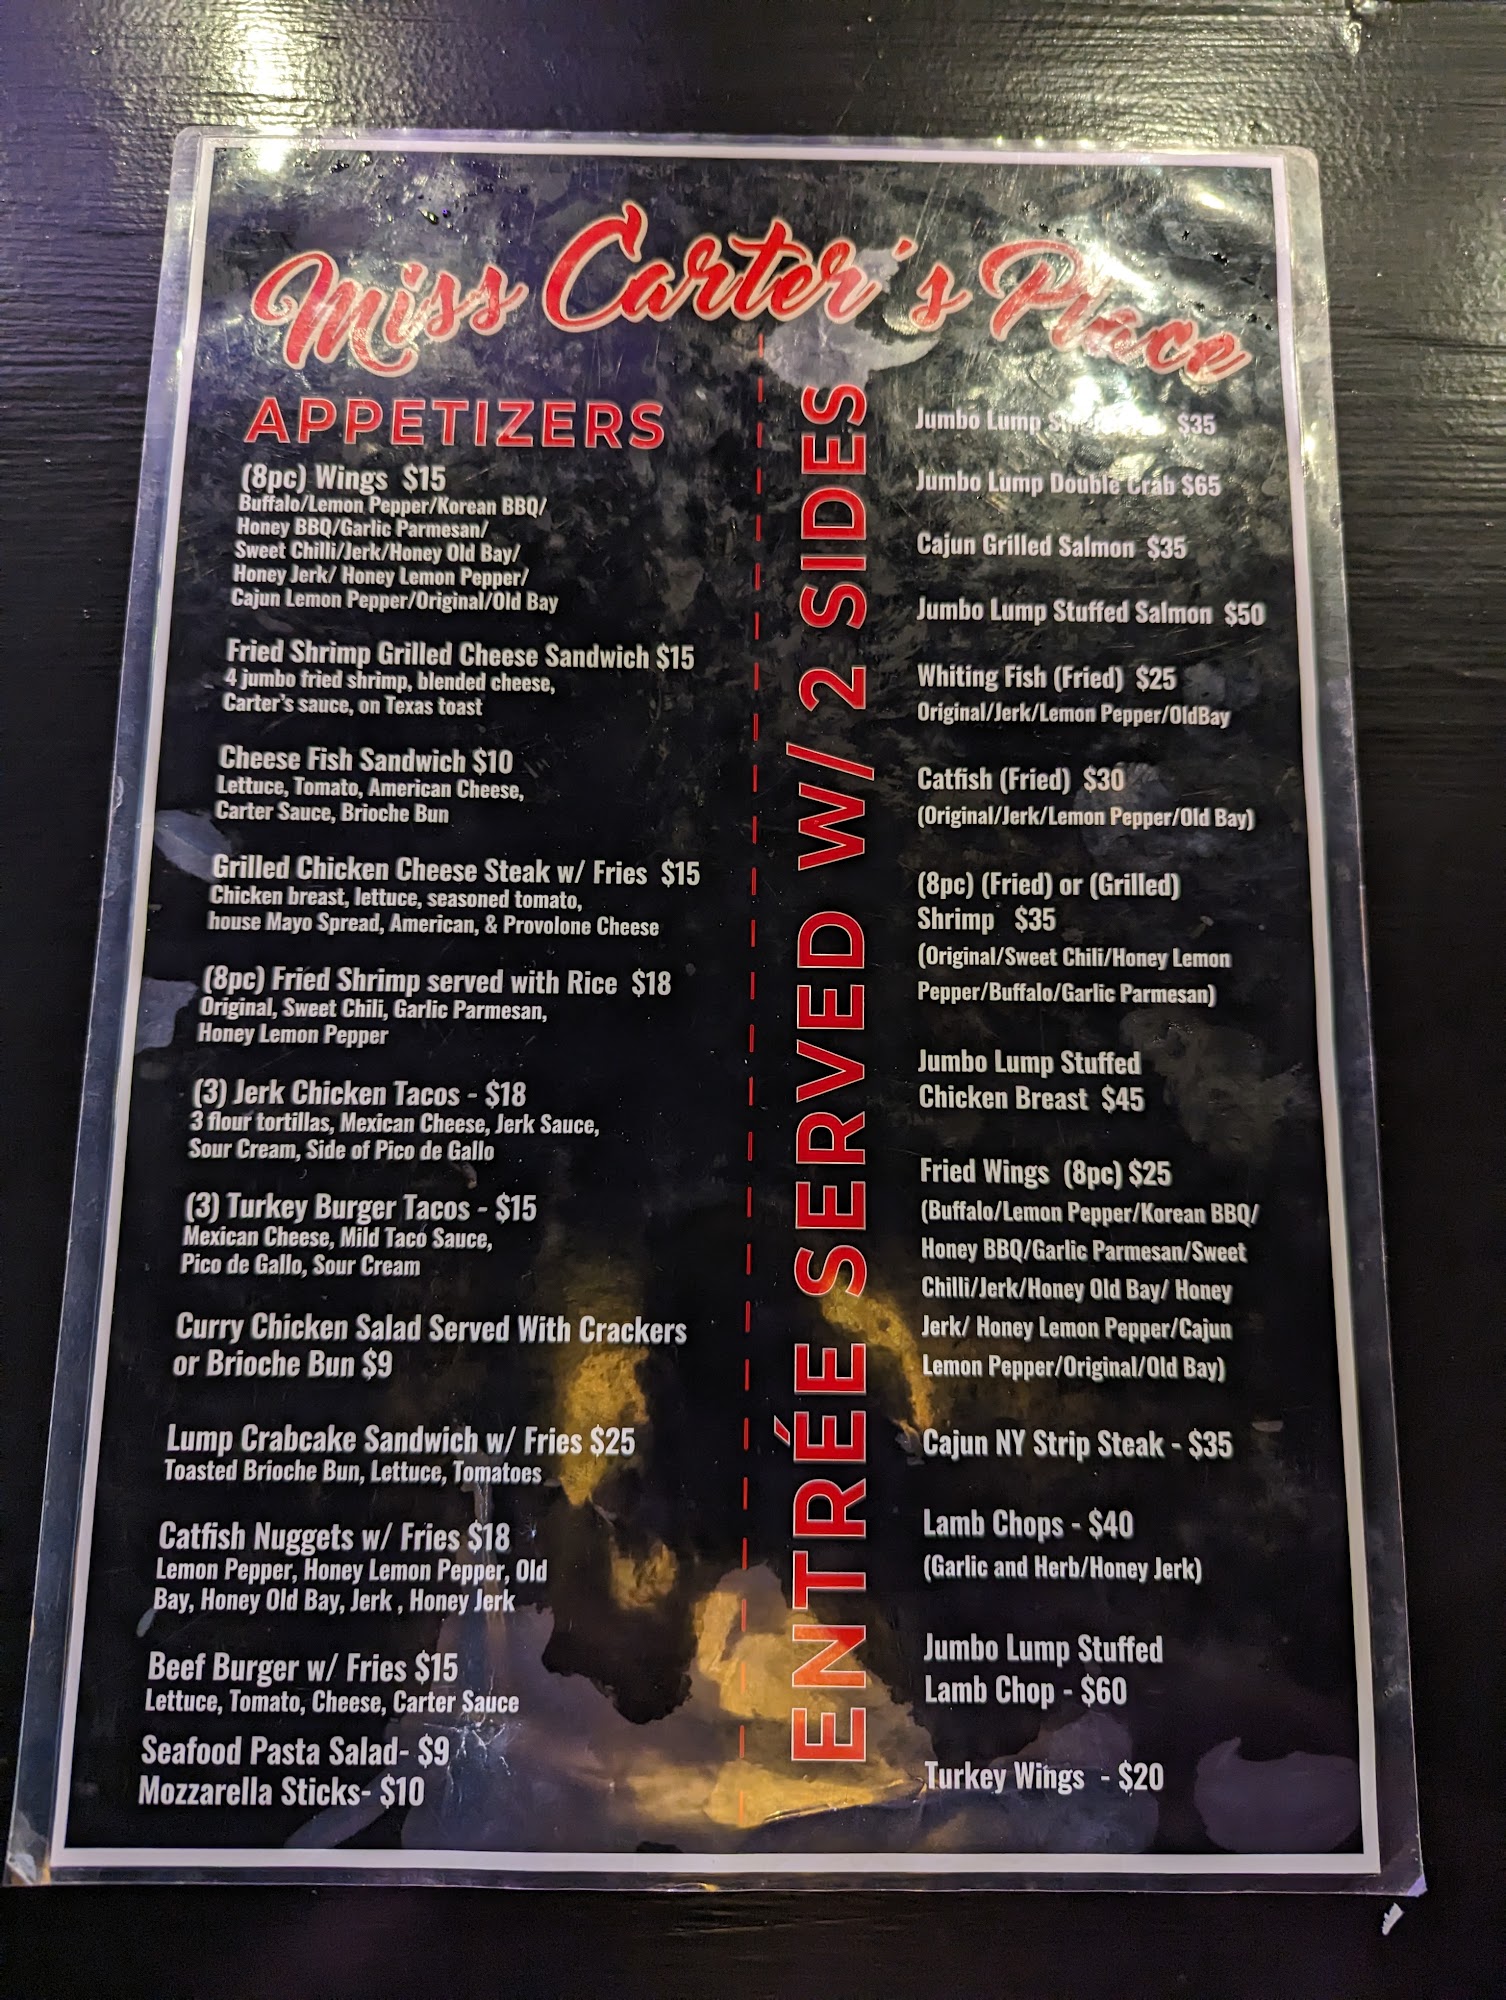 Miss Carter's Place
APPETIZERS
(8pc) Wings $15
Buffalo/Lemon Pepper/Korean BBQ/
Honey BBQ/Garlic Parmesan/
Sweet Chilli/Jerk/Honey Old Bay/
Honey Jerk/ Honey Lemon Pepper/
Cajun Lemon Pepper/Original/Old Bay
Fried Shrimp Grilled Cheese Sandwich $15
4 jumbo fried shrimp, blended cheese,
Carter's sauce, on Texas toast
Cheese Fish Sandwich $10
Lettuce, Tomato, American Cheese,
Carter Sauce, Brioche Bun
Grilled Chicken Cheese Steak w/ Fries $15
Chicken breast, lettuce, seasoned tomato,
house Mayo Spread, American, & Provolone Cheese
(8pc) Fried Shrimp served with Rice $18
Original, Sweet Chili, Garlic Parmesan,
Honey Lemon Pepper
(3) Jerk Chicken Tacos - $18
3 flour tortillas, Mexican Cheese, Jerk Sauce,
Sour Cream, Side of Pico de Gallo
(3) Turkey Burger Tacos - $15
Mexican Cheese, Mild Taco Sauce,
Pico de Gallo, Sour Cream
Curry Chicken Salad Served With Crackers
or Brioche Bun $9
Lump Crabcake Sandwich w/ Fries $25
Toasted Brioche Bun, Lettuce, Tomatoes
Catfish Nuggets w/ Fries $18
Lemon Pepper, Honey Lemon Pepper, Old
Bay, Honey Old Bay, Jerk , Honey Jerk
Beef Burger w/ Fries $15
Lettuce, Tomato, Cheese, Carter Sauce
Seafood Pasta Salad- $9
Mozzarella Sticks- $10
ENTRÉE SERVED W/ 2 SIDES
Jumbo Lump $35
Jumbo Lump Double Crab $65
Cajun Grilled Salmon $35
Jumbo Lump Stuffed Salmon $50
Whiting Fish (Fried) $25
Original/Jerk/Lemon Pepper/OldBay
Catfish (Fried) $30
(Original/Jerk/Lemon Pepper/Old Bay)
(8pc) (Fried) or (Grilled)
Shrimp $35
(Original/Sweet Chili/Honey Lemon
Pepper/Buffalo/Garlic Parmesan)
Jumbo Lump Stuffed
Chicken Breast $45
Fried Wings (8pc) $25
(Buffalo/Lemon Pepper/Korean BBQ/
Honey BBQ/Garlic Parmesan/Sweet
Chilli/Jerk/Honey Old Bay/ Honey
Jerk/ Honey Lemon Pepper/Cajun
Lemon Pepper/Original/Old Bay)
Cajun NY Strip Steak - $35
Lamb Chops - $40
(Garlic and Herb/Honey Jerk)
Jumbo Lump Stuffed
Lamb Chop - $60
Turkey Wings - $20